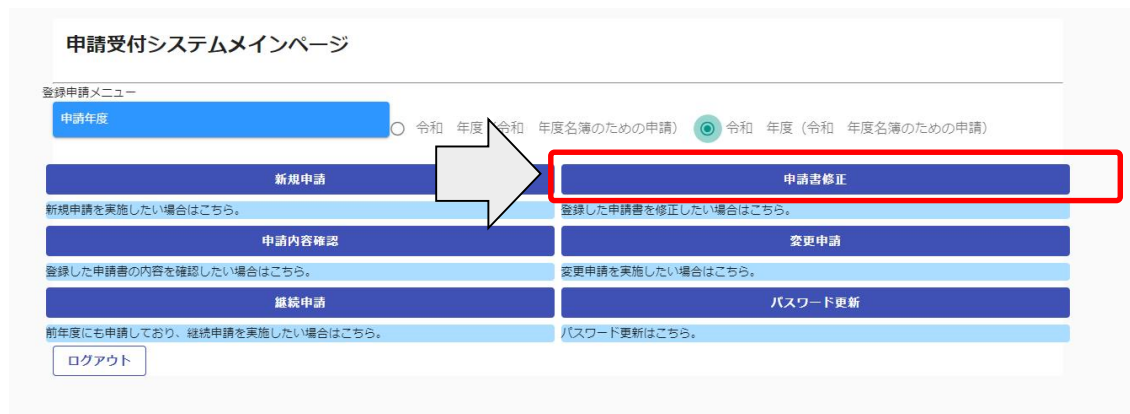 申請受付システムメインページ
登録申請メニュー
申請年度
令和 年度 令和 年度名簿のための申請） 令和 年度（令和 年度名簿のための申請）
新規申請 申請書修正
新規申請を実施したい場合はこちら。 登録した申請書を修正したい場合はこちら。
申請内容確認 変更申請
登録した申請書の内容を確認したい場合はこちら。 変更申請を実施したい場合はこちら。
継続申請 パスワード更新
前年度にも申請しており、継続申請を実施したい場合はこちら。 パスワード更新はこちら。
ログアウト